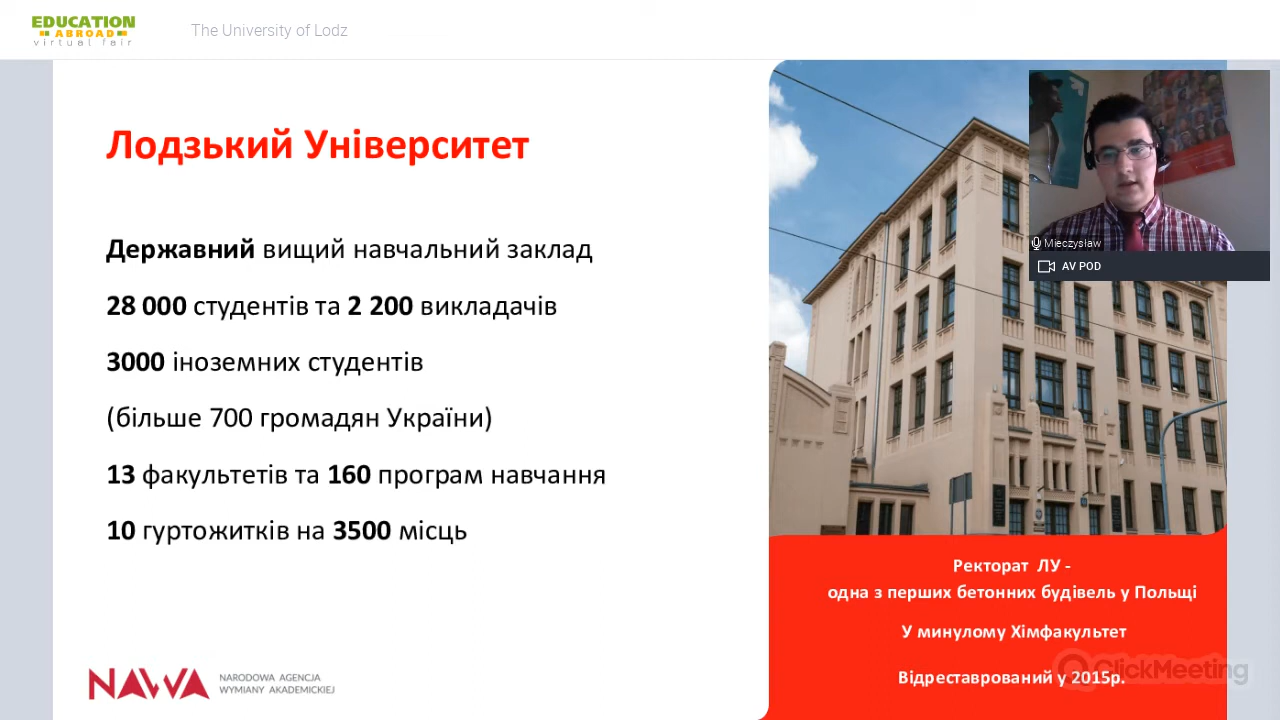 EDUCATION
ABROAD
virtual fair
The University of Lodz
Лодзький Університет
Державний вищий навчальний заклад
28 000 студентів та 2 200 викладачів
3000 іноземних студентів
(більше 700 громадян України)
13 факультетів та 160 програм навчання
10 гуртожитків на 3500 місць
NAWA
NARODOWA AGENCJA
WYMIANY AKADEMICKIEJ
Mieczysław
AV POD
Ректорат ЛУ -
одна з перших бетонних будівель у Польщі
У минулому Хімфакультет
Відреставрований у 2015р.
ClickMeeting